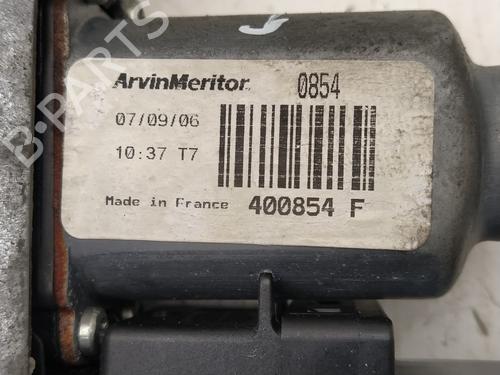 ArvinMeritor. 0854
07/09/06
10:37 T7
Made in France 400854 F
B-PARTS